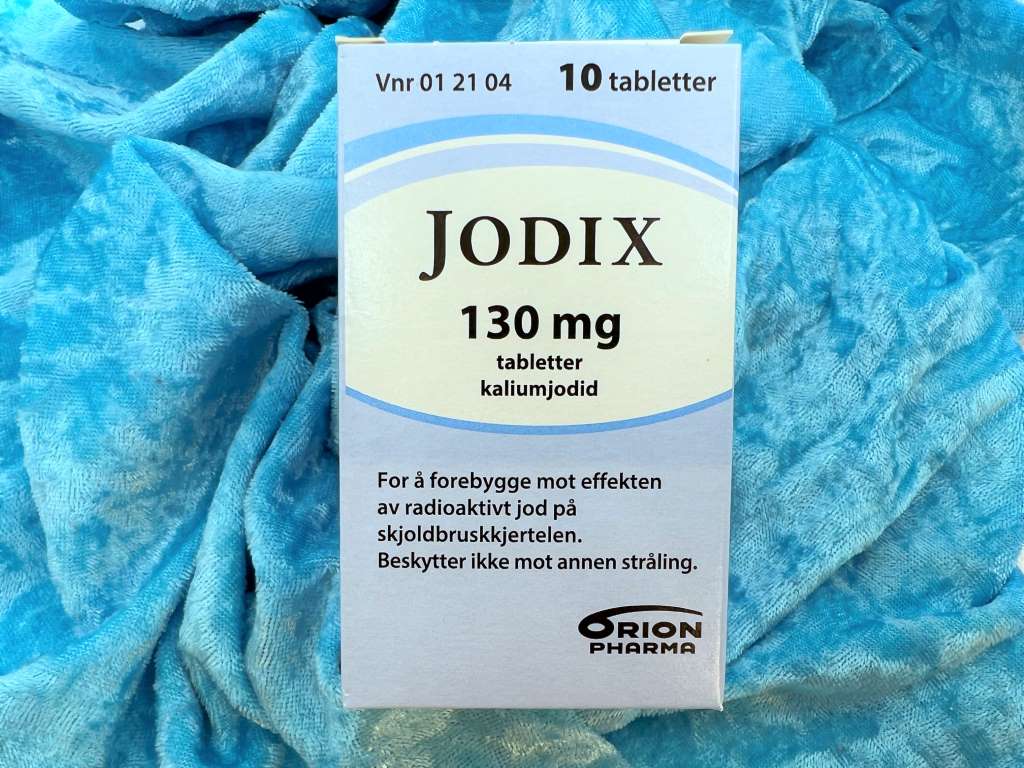 Vnr 01 21 04 10 tabletter
JODIX
130 mg
tabletter
kaliumjodid
For å forebygge mot effekten
av radioaktivt jod på
skjoldbruskkjertelen.
Beskytter ikke mot annen stråling.
ORION
PHARMA